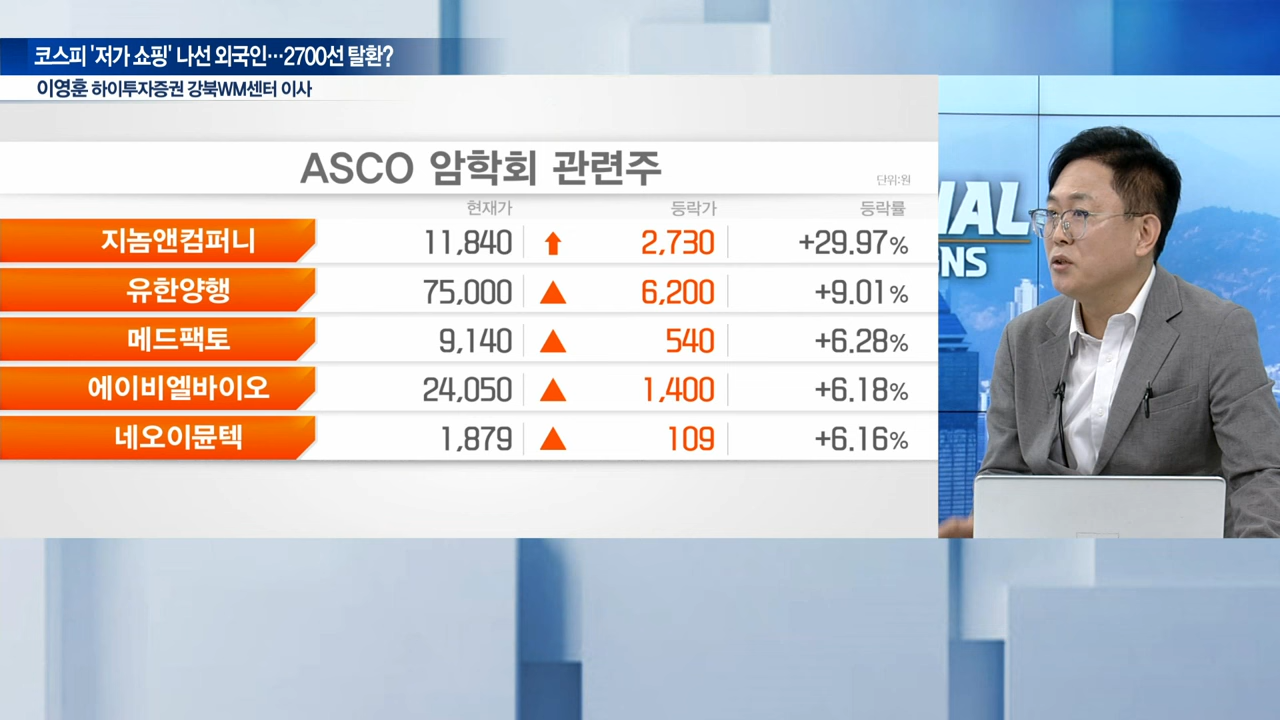 코스피 '저가 쇼핑' 나선 외국인…2700선 탈환?
이영훈 하이투자증권 강북WM센터 이사
ASCO 암학회 관련주
단위:원
현재가 등락가 등락률
지놈앤컴퍼니 11,840 2,730 +29.97%
유한양행 75,000 ▲ 6,200 +9.01%
메드팩토 9,140 ▲ 540 +6.28%
에이비엘바이오 24,050 ▲ 1,400 +6.18%
네오이뮨텍 1,879 ▲ 109 +6.16%